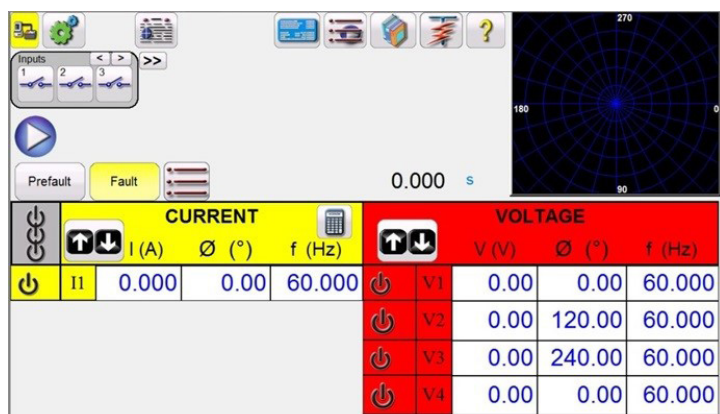 ?
270
Inputs < > >>
1 2 3
180 0
Prefault Fault 0.000 s
90
CURRENT VOLTAGE
I (A) Ø (°) f (Hz) V (V) Ø (°) f (Hz)
I1 0.000 0.00 60.000 V1 0.00 0.00 60.000
V2 0.00 120.00 60.000
V3 0.00 240.00 60.000
V4 0.00 0.00 60.000